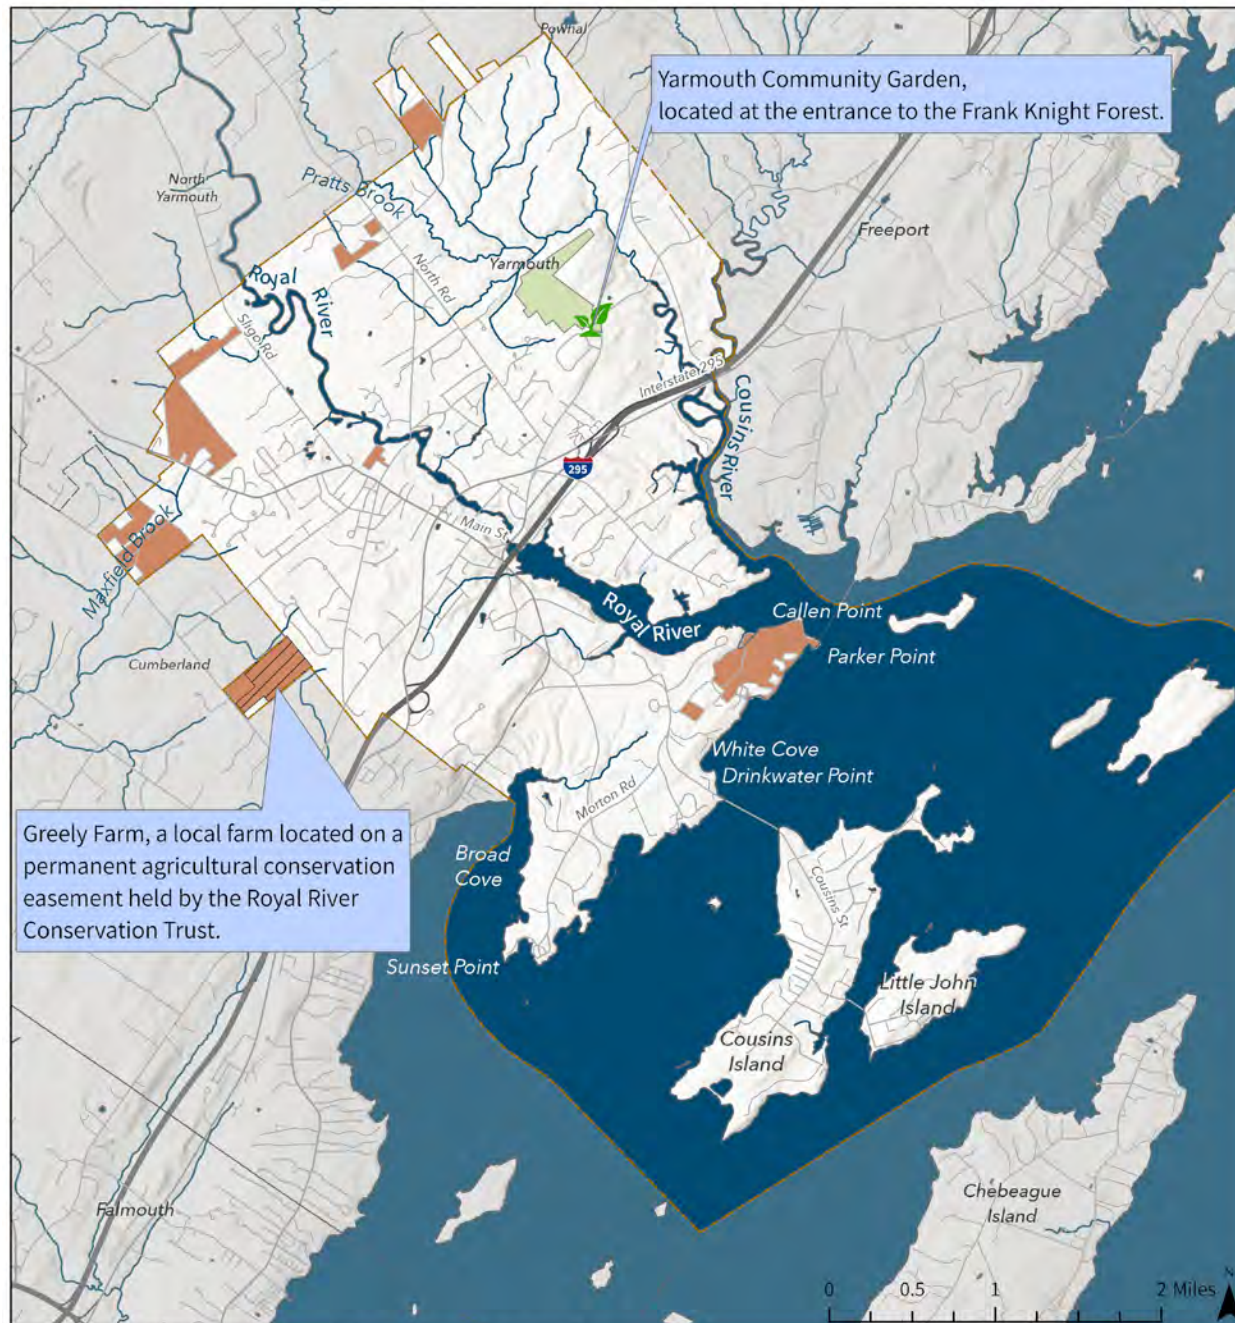 Pownal
Yarmouth Community Garden,
located at the entrance to the Frank Knight Forest.
North
Yarmouth
Pratts Brook
Freeport
Royal
River
North Rd
Yarmouth
Sligo Rd
Interstate 295
Cousins River
295
Main St
Maxfield Brook
Royal River
Callen Point
Parker Point
Cumberland
White Cove
Drinkwater Point
Morton Rd
Greely Farm, a local farm located on a
permanent agricultural conservation
easement held by the Royal River
Conservation Trust.
Broad
Cove
Cousins St
Sunset Point
Little John
Island
Cousins
Island
Chebeague
Island
Falmouth
0 0.5 1 2 Miles
N